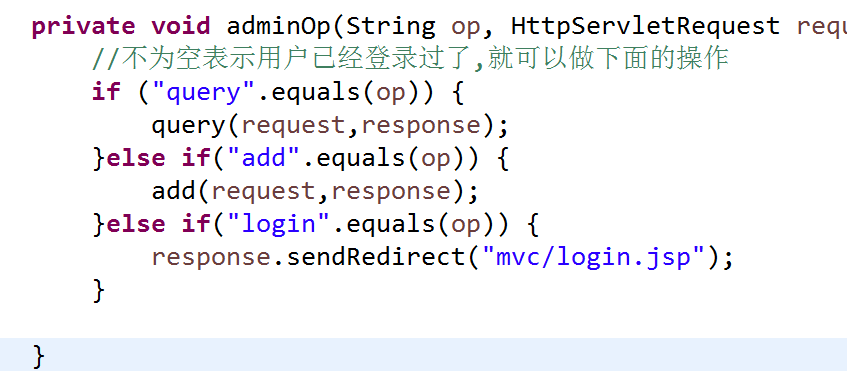 private void adminOp(String op, HttpServletRequest requ
//不为空表示用户已经登录过了,就可以做下面的操作
if ("query".equals(op)) {
query(request,response);
}else if("add".equals(op)) {
add(request,response);
}else if("login".equals(op)) {
response.sendRedirect("mvc/login.jsp");
}
}